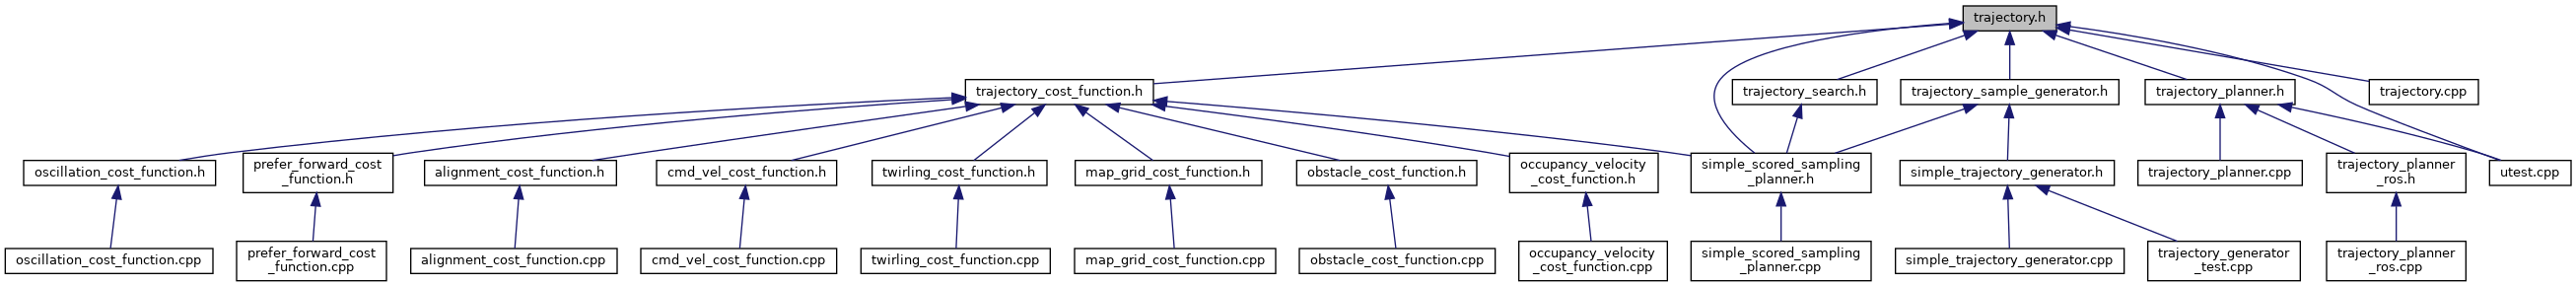 trajectory.h
trajectory_cost_function.h
trajectory_search.h
trajectory_sample_generator.h
trajectory_planner.h
trajectory.cpp
oscillation_cost_function.h
prefer_forward_cost
_function.h
alignment_cost_function.h
cmd_vel_cost_function.h
twirling_cost_function.h
map_grid_cost_function.h
obstacle_cost_function.h
occupancy_velocity
_cost_function.h
simple_scored_sampling
_planner.h
simple_trajectory_generator.h
trajectory_planner.cpp
trajectory_planner
_ros.h
utest.cpp
oscillation_cost_function.cpp
prefer_forward_cost
_function.cpp
alignment_cost_function.cpp
cmd_vel_cost_function.cpp
twirling_cost_function.cpp
map_grid_cost_function.cpp
obstacle_cost_function.cpp
occupancy_velocity
_cost_function.cpp
simple_scored_sampling
_planner.cpp
simple_trajectory_generator.cpp
trajectory_generator
_test.cpp
trajectory_planner
_ros.cpp